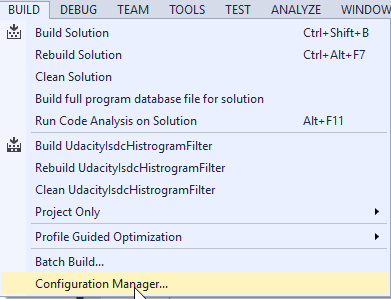 BUILD DEBUG TEAM TOOLS TEST ANALYZE WINDOW
Build Solution Ctrl+Shift+B
Rebuild Solution Ctrl+Alt+F7
Clean Solution
Build full program database file for solution
Run Code Analysis on Solution Alt+F11
Build UdacityIsdcHistrogramFilter
Rebuild UdacityIsdcHistrogramFilter
Clean UdacityIsdcHistrogramFilter
Project Only
Profile Guided Optimization
Batch Build...
Configuration Manager...